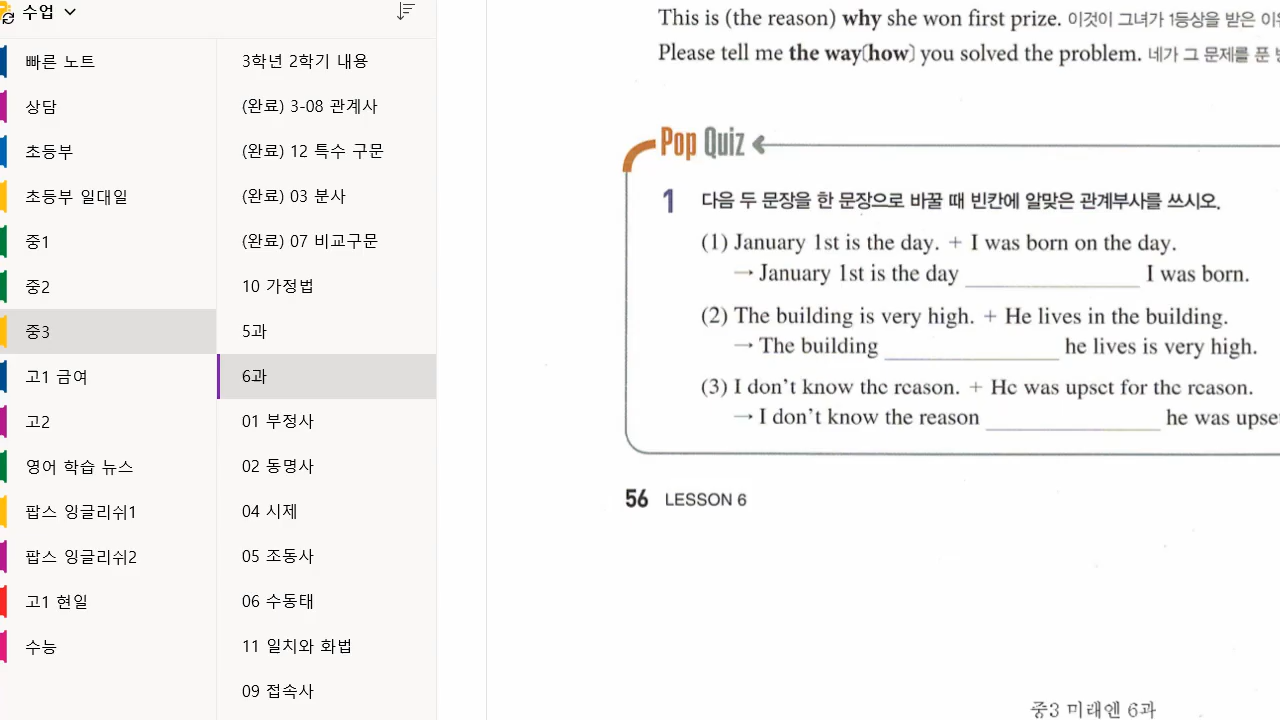 수업
빠른 노트
상담
초등부
초등부 일대일
중1
중2
중3
고1 금여
고2
영어 학습 뉴스
팝스 잉글리쉬1
팝스 잉글리쉬2
고1 현일
수능
3학년 2학기 내용
(완료) 3-08 관계사
(완료) 12 특수 구문
(완료) 03 분사
(완료) 07 비교구문
10 가정법
5과
6과
01 부정사
02 동명사
04 시제
05 조동사
06 수동태
11 일치와 화법
09 접속사
This is (the reason) why she won first prize. 이것이 그녀가 1등상을 받은
Please tell me the way[how] you solved the problem. 네가 그 문제를 푼
Pop Quiz
1 다음 두 문장을 한 문장으로 바꿀 때 빈칸에 알맞은 관계부사를 쓰시오.
(1) January 1st is the day. + I was born on the day.
→ January 1st is the day ________ I was born.
(2) The building is very high. + He lives in the building.
→ The building ________ he lives is very high.
(3) I don't know the reason. + He was upset for the reason.
→ I don't know the reason ________ he was upse
56 LESSON 6
중3 미래엔 6과